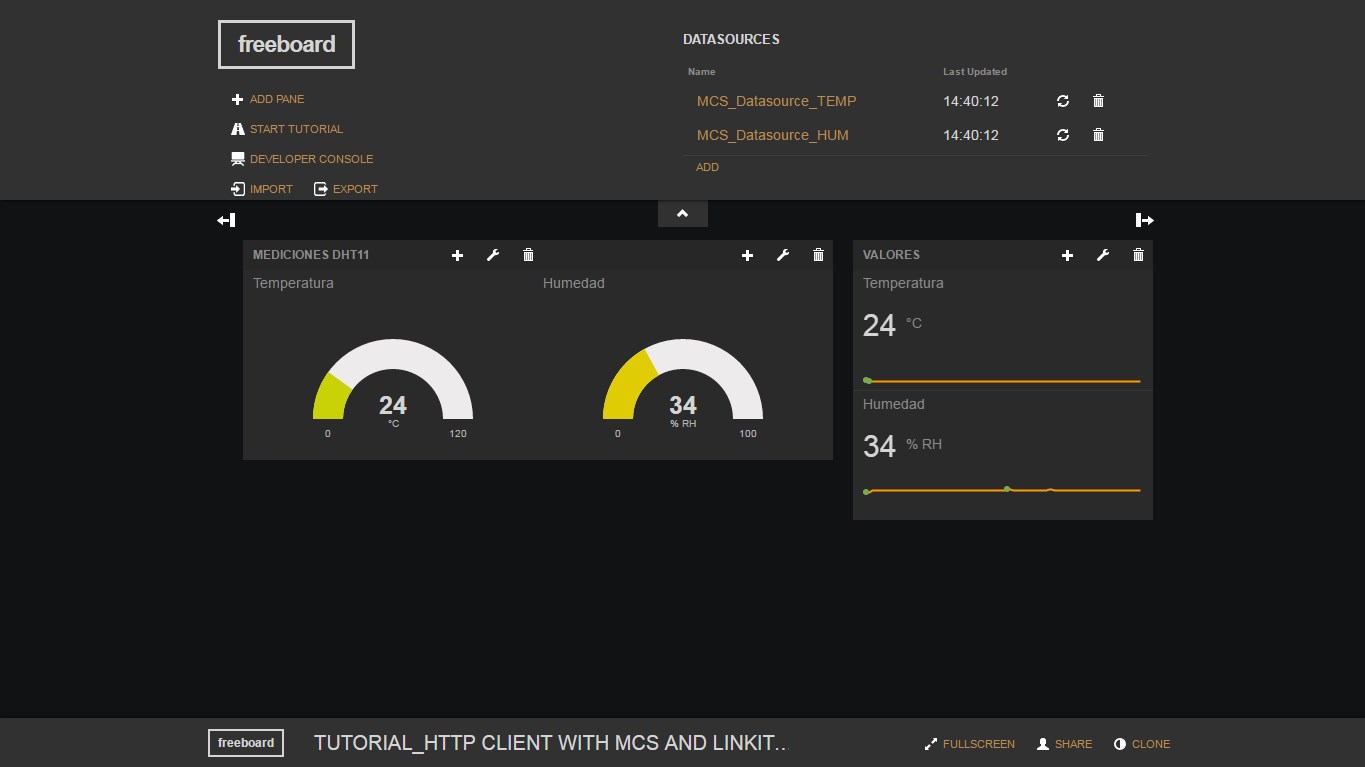 freeboard
ADD PANE
START TUTORIAL
DEVELOPER CONSOLE
IMPORT EXPORT
DATASOURCES
Name Last Updated
MCS_Datasource_TEMP 14:40:12
MCS_Datasource_HUM 14:40:12
ADD
MEDICIONES DHT11
Temperatura Humedad
24
°C
0 120
34
% RH
0 100
VALORES
Temperatura
24 °C
Humedad
34 % RH
freeboard TUTORIAL_HTTP CLIENT WITH MCS AND LINKIT... FULLSCREEN SHARE CLONE